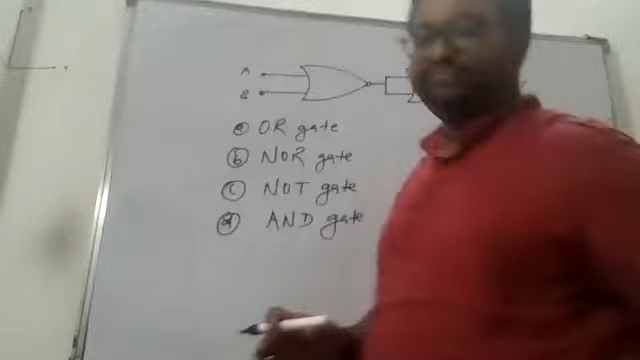 A
B
ⓐ OR gate
ⓑ NOR gate
ⓒ NOT gate
ⓓ AND gate